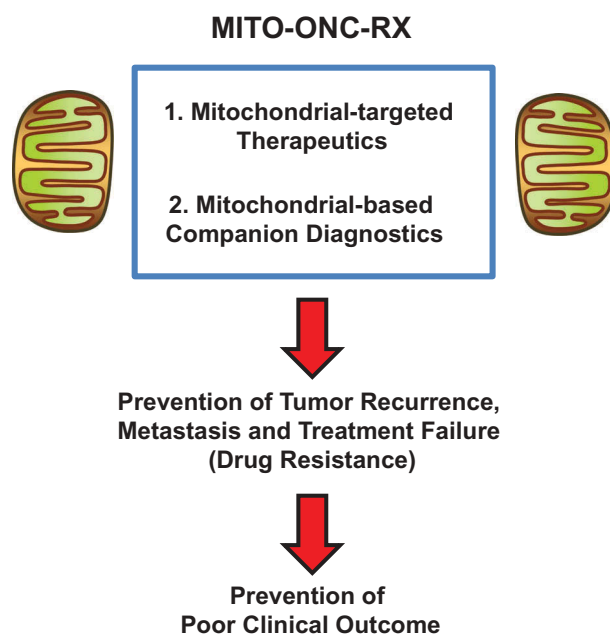 MITO-ONC-RX
1. Mitochondrial-targeted
Therapeutics
2. Mitochondrial-based
Companion Diagnostics
Prevention of Tumor Recurrence,
Metastasis and Treatment Failure
(Drug Resistance)
Prevention of
Poor Clinical Outcome